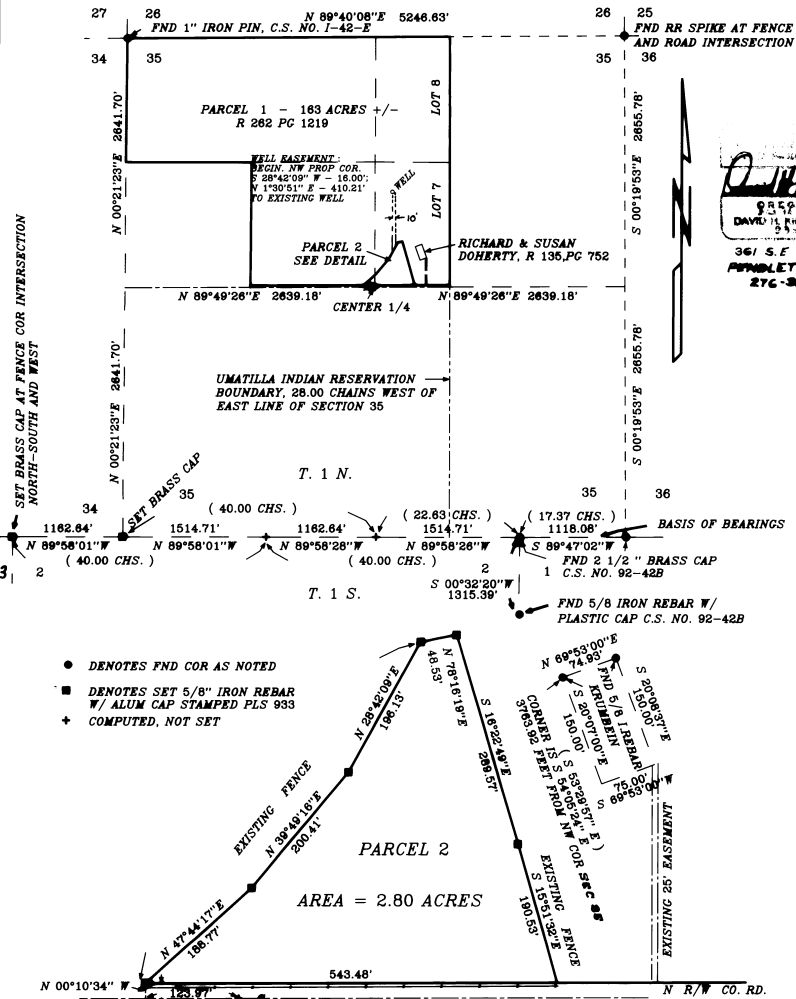 27 26
N 89°40'08"E 5246.63'
26 25
FND 1" IRON PIN, C.S. NO. I-42-E
FND RR SPIKE AT FENCE
AND ROAD INTERSECTION
34 35
35 36
N 00°21'23"E 2641.70'
PARCEL 1 - 163 ACRES +/-
R 262 PG 1219
LOT 8
S 00°19'53"E 2655.78'
WELL EASEMENT:
BEGIN. NW PROP COR.
S 28°42'09" W - 16.00';
N 1°30'51" E - 410.21'
TO EXISTING WELL
WELL
10'
LOT 7
PARCEL 2
SEE DETAIL
RICHARD & SUSAN
DOHERTY, R 135,PG 752
N
361 S.E
PENDLET
N 89°49'26"E 2639.18'
N 89°49'26"E 2639.18'
CENTER 1/4
SET BRASS CAP AT FENCE COR INTERSECTION
NORTH-SOUTH AND WEST
N 00°21'23"E 2641.70'
UMATILLA INDIAN RESERVATION
BOUNDARY, 28.00 CHAINS WEST OF
EAST LINE OF SECTION 35
S 00°19'53"E 2655.78'
T. 1 N.
SET BRASS CAP
34 35
35 36
( 40.00 CHS. )
( 22.63 CHS. )
( 17.37 CHS.)
1162.64' 1514.71' 1162.64' 1514.71' 1118.08'
BASIS OF BEARINGS
N 89°58'01"W N 89°58'01"W N 89°58'26"W N 89°58'26"W S 89°47'02"W
( 40.00 CHS. )
(40.00 CHS. )
3 2
2 1
FND 2 1/2 " BRASS CAP
C.S. NO. 92-42B
T. 1 S.
S 00°32'20"W
1315.39'
FND 5/8 IRON REBAR W/
PLASTIC CAP C.S. NO. 92-42B
DENOTES FND COR AS NOTED
DENOTES SET 5/8" IRON REBAR
W/ ALUM CAP STAMPED PLS 933
COMPUTED, NOT SET
N 28°42'09"E
196.13'
N 78°16'19"E
48.53'
S 16°22'49"E
289.57'
N 69°53'00"E
74.93'
FND 5/8 I.REBAR
KRUMBEIN
S 20°08'37"E
150.00'
S 20°07'00"E
150.00'
75.00'
S 69°53'00"W
( S 53°29'57" E )
CORNER IS S 54°05'24" E
3763.92 FEET FROM NW COR SEC 35
EXISTING FENCE
N 39°49'16"E
200.41'
PARCEL 2
AREA = 2.80 ACRES
EXISTING FENCE
S 15°51'32"E
190.53'
EXISTING 25' EASEMENT
N 47°44'17"E
188.77'
N 00°10'34" W
543.48'
123.97'
N R/W CO. RD.